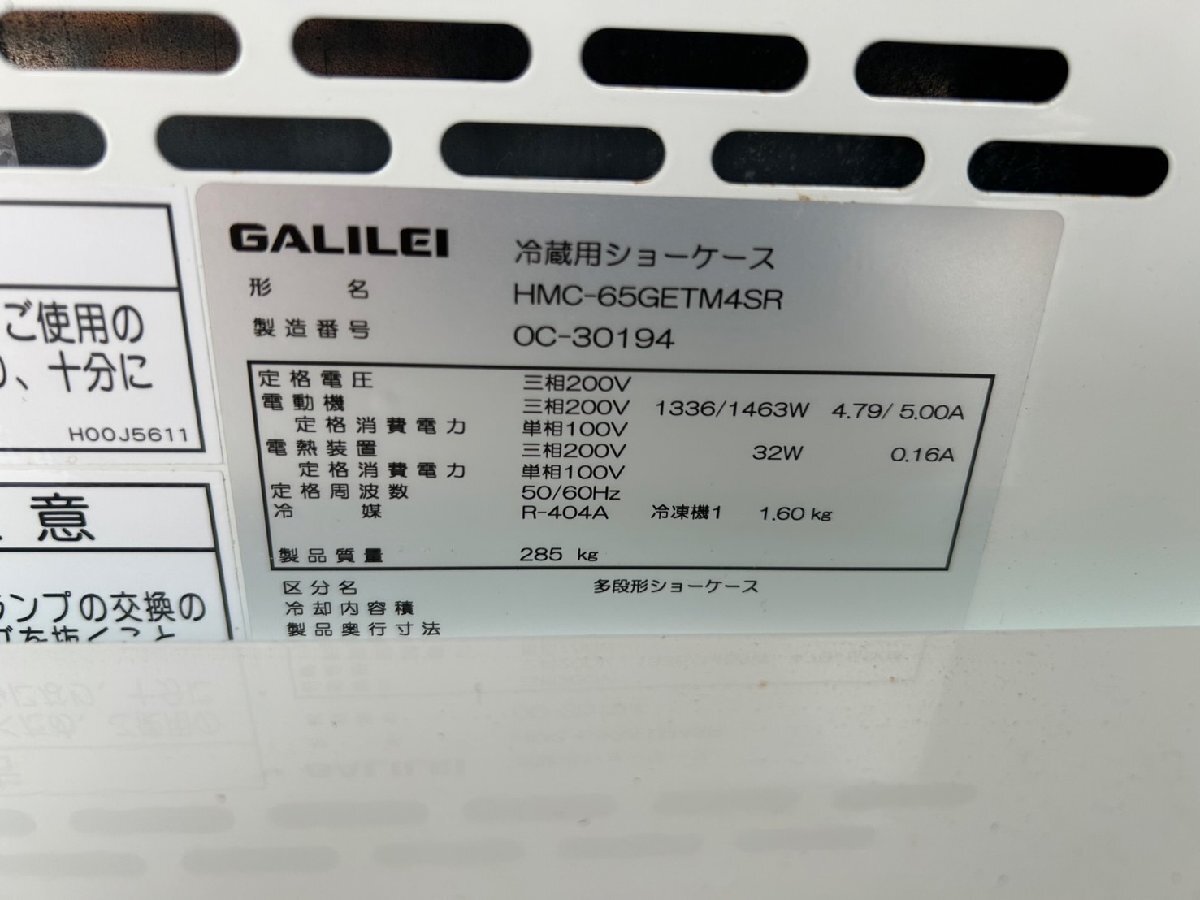 GALILEI 冷蔵用ショーケース
形名 HMC-65GETM4SR
製造番号 OC-30194
定格電圧 三相200V
電動機 三相200V 1336/1463W 4.79/5.00A
定格消費電力 単相100V
電熱装置 三相200V 32W 0.16A
定格消費電力 単相100V
定格周波数 50/60Hz
冷媒 R-404A 冷凍機1 1.60 kg
製品質量 285 kg
区分名 多段形ショーケース
冷却内容積
製品奥行寸法
ご使用の
、十分に
H00J5611
意
ランプの交換の
を抜くこと